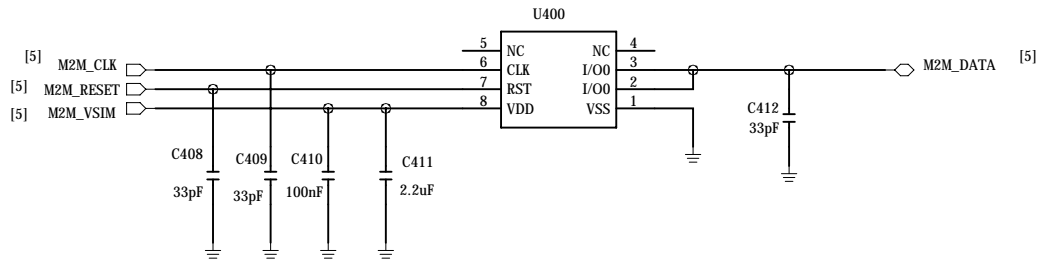 U400
[5] M2M_CLK 5 NC NC 4
6 CLK I/O0 3 M2M_DATA [5]
[5] M2M_RESET 7 RST I/O0 2
[5] M2M_VSIM 8 VDD VSS 1
C408 C409 C410 C411 C412
33pF 33pF 100nF 2.2uF 33pF